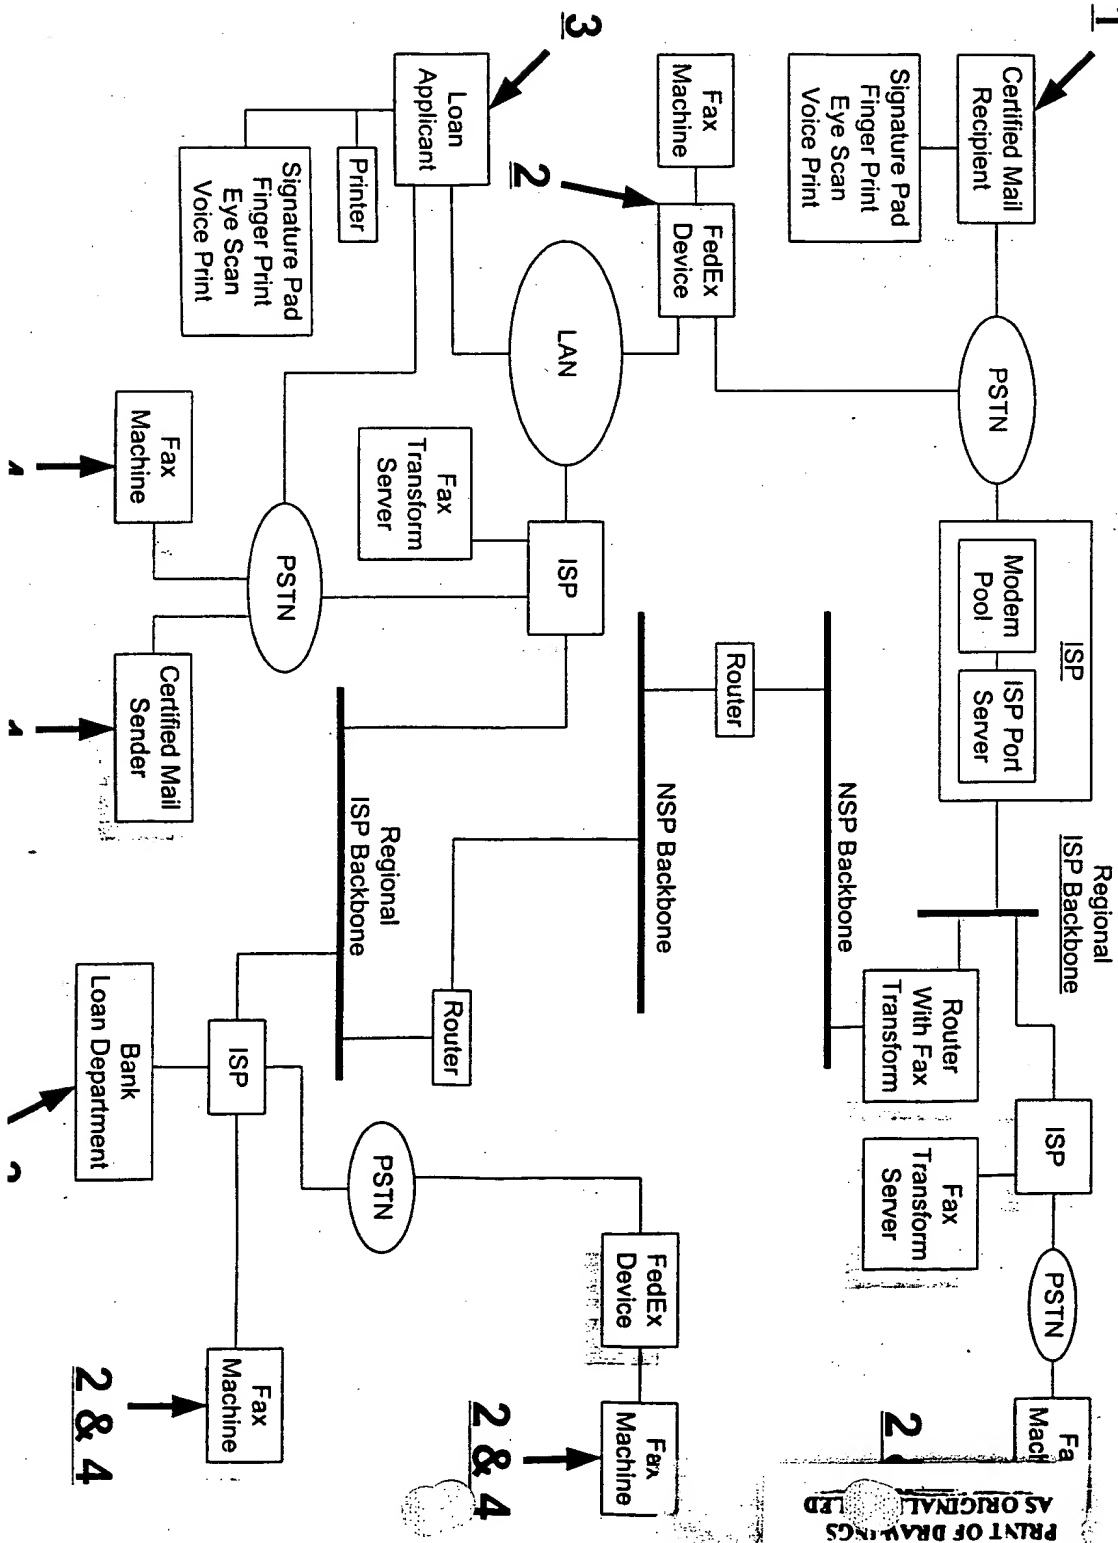 1
Certified Mail
Recipient
Signature Pad
Finger Print
Eye Scan
Voice Print
PSTN
ISP
Modem
Pool
ISP Port
Server
Regional
ISP Backbone
Router
With Fax
Transform
ISP
Fax
Transform
Server
PSTN
Fa
Mach
2
PRINT OF DRAWINGS
AS ORIGINAL
Fax
Machine
FedEx
Device
2
NSP Backbone
Router
NSP Backbone
FedEx
Device
Fax
Machine
2 & 4
3
Loan
Applicant
Printer
Signature Pad
Finger Print
Eye Scan
Voice Print
LAN
ISP
Fax
Transform
Server
Regional
ISP Backbone
Router
PSTN
PSTN
Fax
Machine
Certified Mail
Sender
ISP
Bank
Loan Department
Fax
Machine
2 & 4